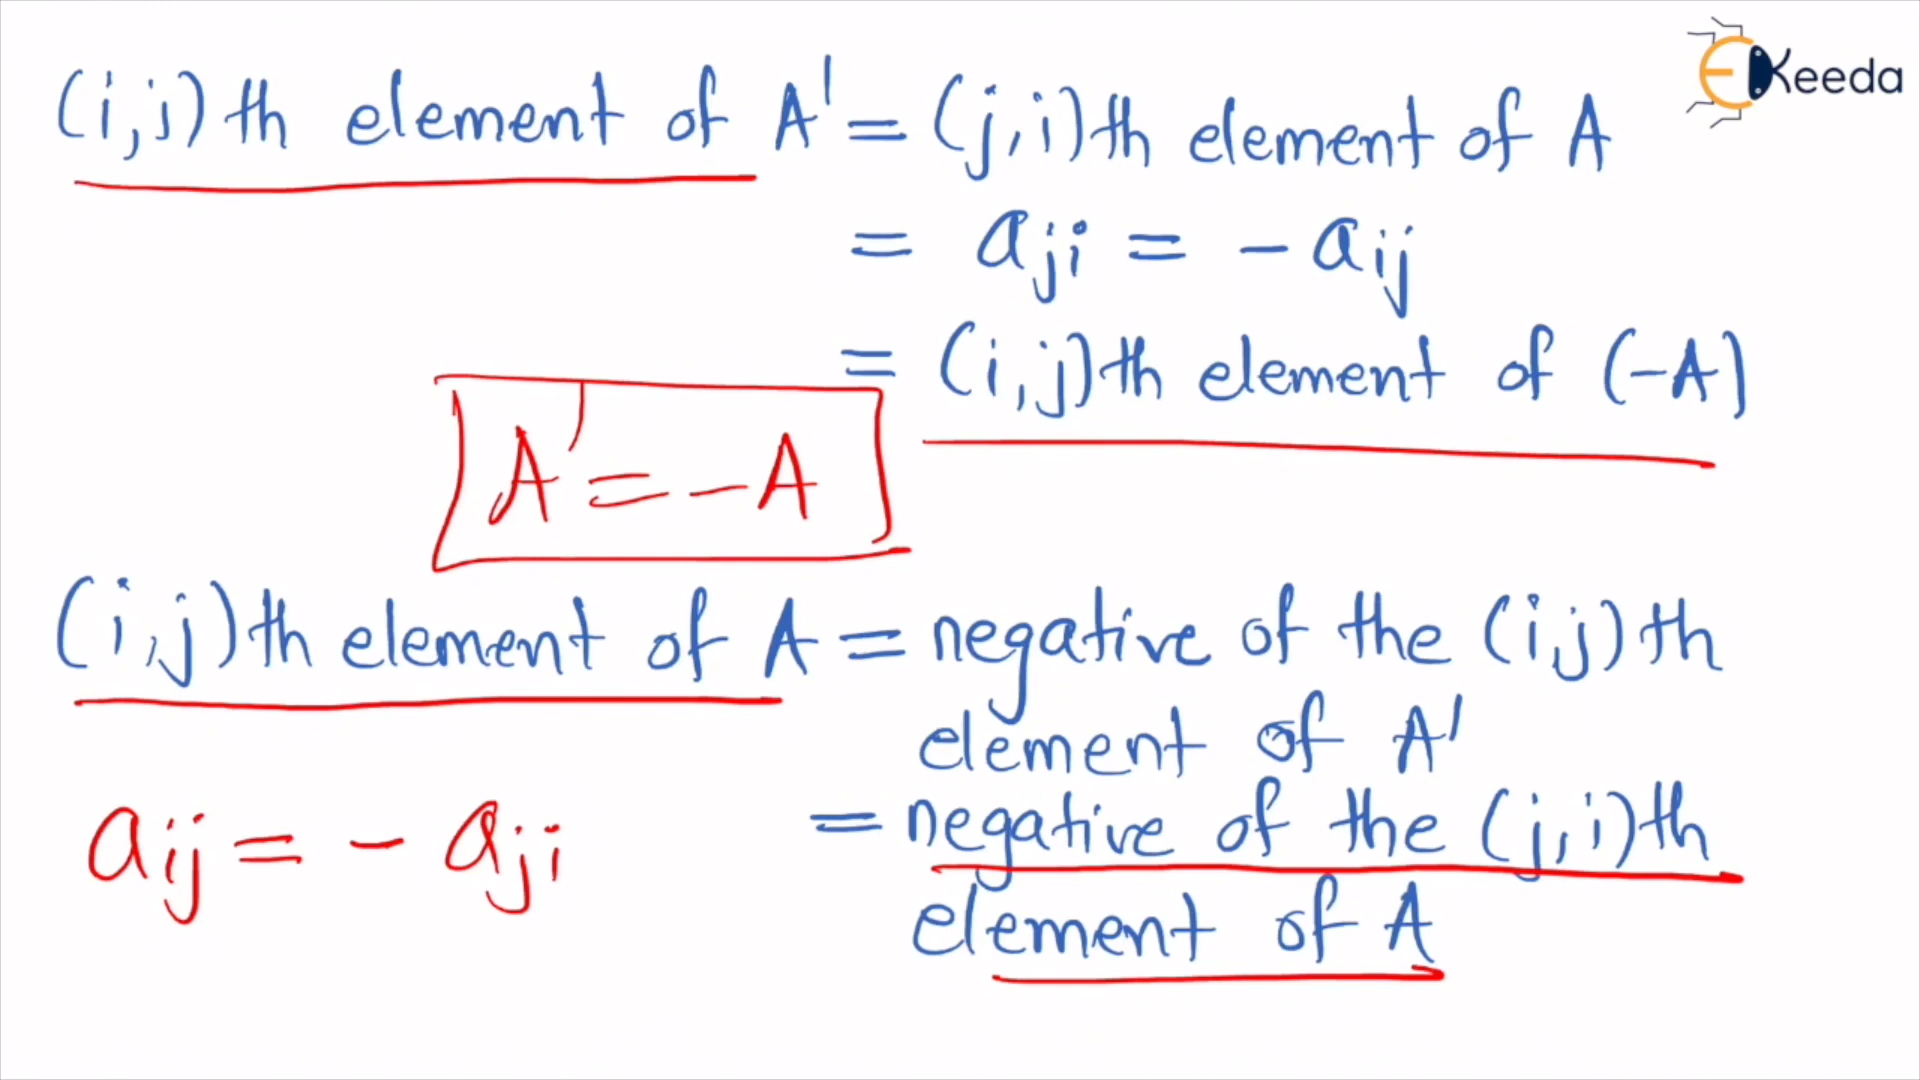 EKeeda
(i,j)th element of A' = (j,i)th element of A
= aji = -aij
= (i,j)th element of (-A)
A' = -A
(i,j)th element of A = negative of the (i,j)th
element of A'
= negative of the (j,i)th
element of A
aij = - aji